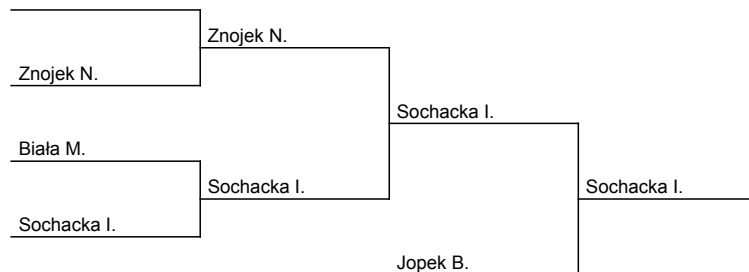 Znojek N.
Znojek N.
Biała M.
Sochacka I.
Sochacka I.
Sochacka I.
Sochacka I.
Jopek B.